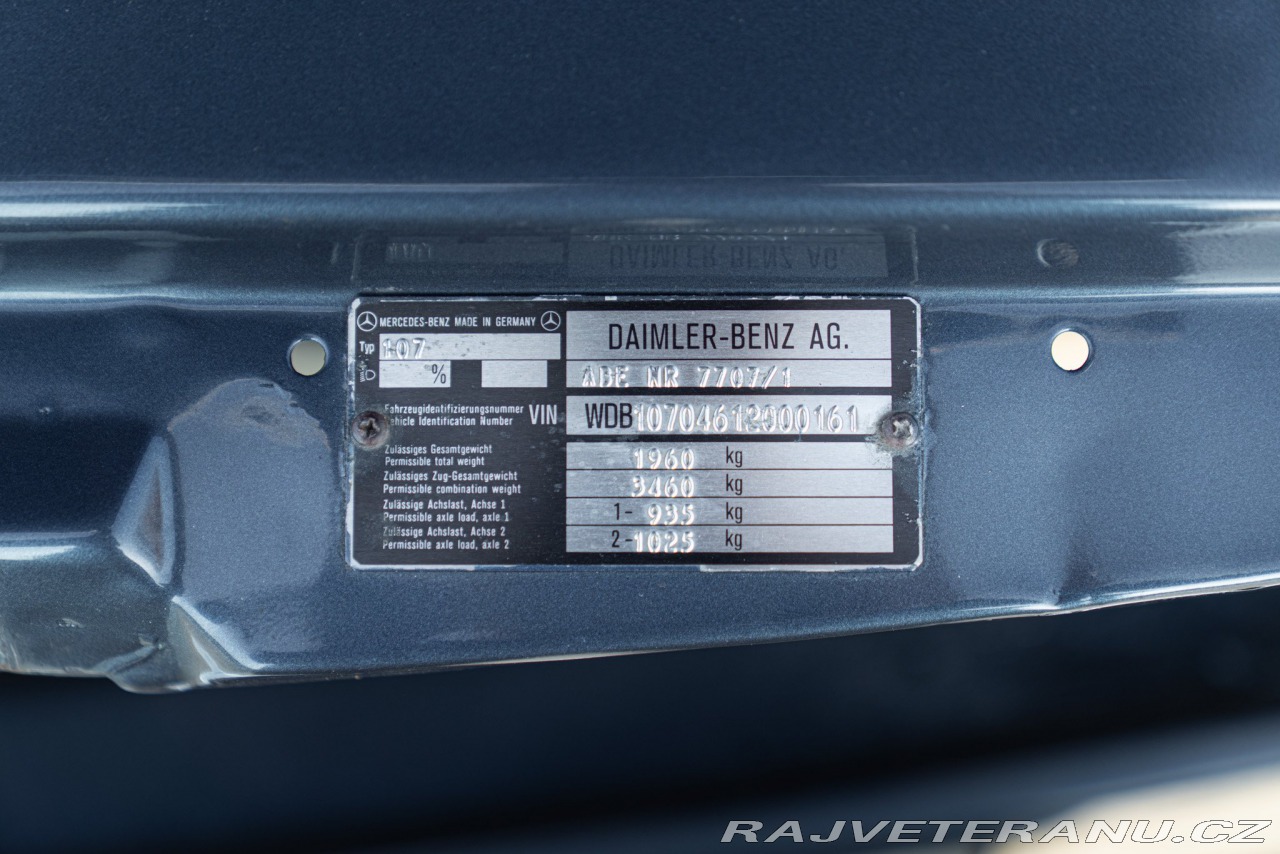 MERCEDES-BENZ MADE IN GERMANY
Typ 107
%
DAIMLER-BENZ AG.
ABE NR 7707/1
Fahrzeugidentifizierungsnummer
Vehicle Identification Number
VIN
WDB10704612000161
Zulässiges Gesamtgewicht
Permissible total weight
1960 kg
Zulässiges Zug-Gesamtgewicht
Permissible combination weight
3460 kg
Zulässige Achslast, Achse 1
Permissible axle load, axle 1
1- 935 kg
Zulässige Achslast, Achse 2
Permissible axle load, axle 2
2- 1025 kg
RAJVETERANU.CZ